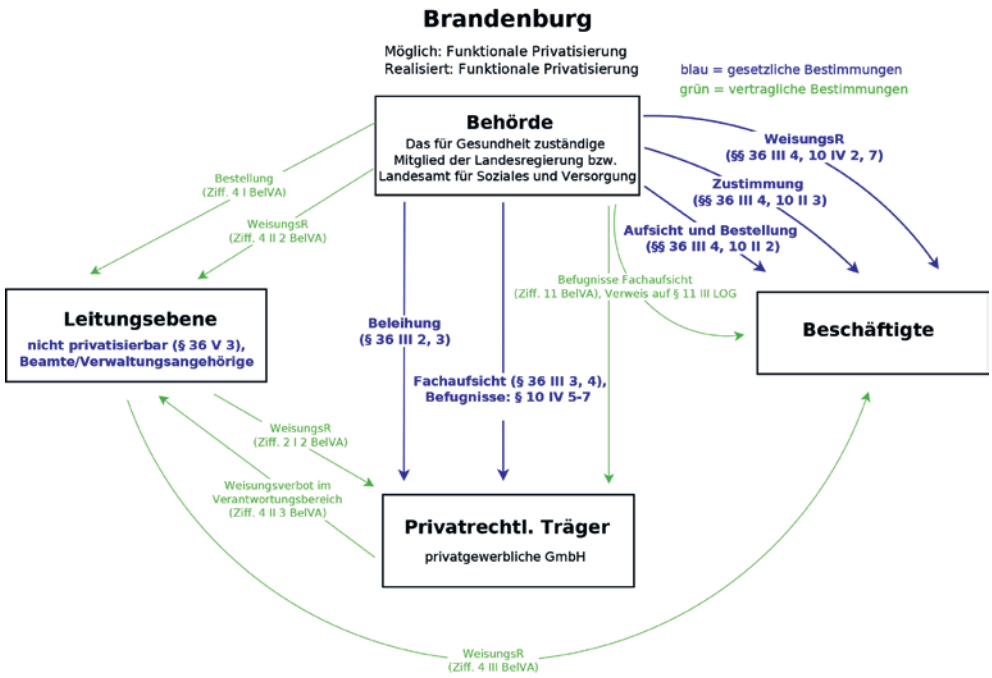 Brandenburg
Möglich: Funktionale Privatisierung
Realisiert: Funktionale Privatisierung
blau = gesetzliche Bestimmungen
grün = vertragliche Bestimmungen
Behörde
Das für Gesundheit zuständige
Mitglied der Landesregierung bzw.
Landesamt für Soziales und Versorgung
WeisungsR
(§§ 36 III 4, 10 IV 2, 7)
Zustimmung
(§§ 36 III 4, 10 II 3)
Aufsicht und Bestellung
(§§ 36 III 4, 10 II 2)
Bestellung
(Ziff. 4 I BelVA)
WeisungsR
(Ziff. 4 II 2 BelVA)
Befugnisse Fachaufsicht
(Ziff. 11 BelVA), Verweis auf § 11 III LOG
Leitungsebene
nicht privatisierbar (§ 36 V 3),
Beamte/Verwaltungsangehörige
Beleihung
(§ 36 III 2, 3)
Beschäftigte
Fachaufsicht (§ 36 III 3, 4),
Befugnisse: § 10 IV 5-7
WeisungsR
(Ziff. 2 I 2 BelVA)
Weisungsverbot im
Verantwortungsbereich
(Ziff. 4 II 3 BelVA)
Privatrechtl. Träger
privatgewerbliche GmbH
WeisungsR
(Ziff. 4 III BelVA)